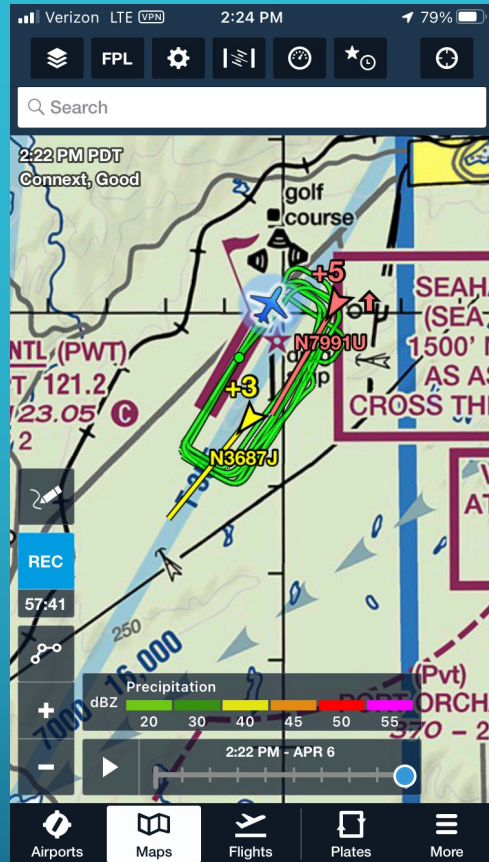 Verizon LTE VPN 2:24 PM 79%
FPL
Search
2:22 PM PDT
Connext, Good
golf
course
+5
SEAH
(SEA
NTL (PWT)
N7991U
1500'
T 121.2
AS AS
23.05 C
+3
CROSS TH
2
N3687J
AT
REC
57:41
250
16,000
7000
Precipitation
dBZ
20 30 40 45 50 55
(Pvt)
PORT ORCH
370 - 2
2:22 PM - APR 6
Airports Maps Flights Plates More